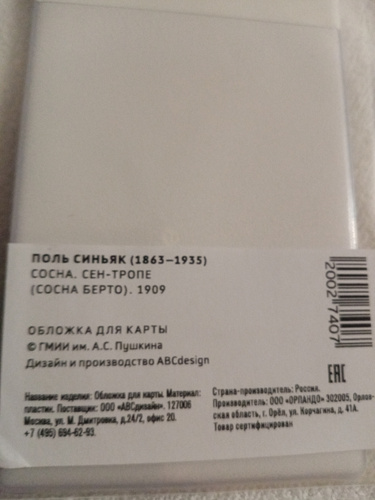 ПОЛЬ СИНЬЯК (1863—1935)
СОСНА. СЕН-ТРОПЕ
(СОСНА БЕРТО). 1909
ОБЛОЖКА ДЛЯ КАРТЫ
© ГМИИ им. А.С. Пушкина
Дизайн и производство ABCdesign
Название изделия: Обложка для карты. Материал:
пластик. Поставщик: ООО «АВСдизайн». 127006
Москва, ул. М. Дмитровка, д.24/2, офис 20.
+7 (495) 694-62-93.
2002 7407
EAC
Страна-производитель: Россия.
Производитель: ООО «ОРЛАНДО» 302005, Орлов-
ская область, г. Орёл, ул. Карачевская, д. 41А.
Товар сертифицирован